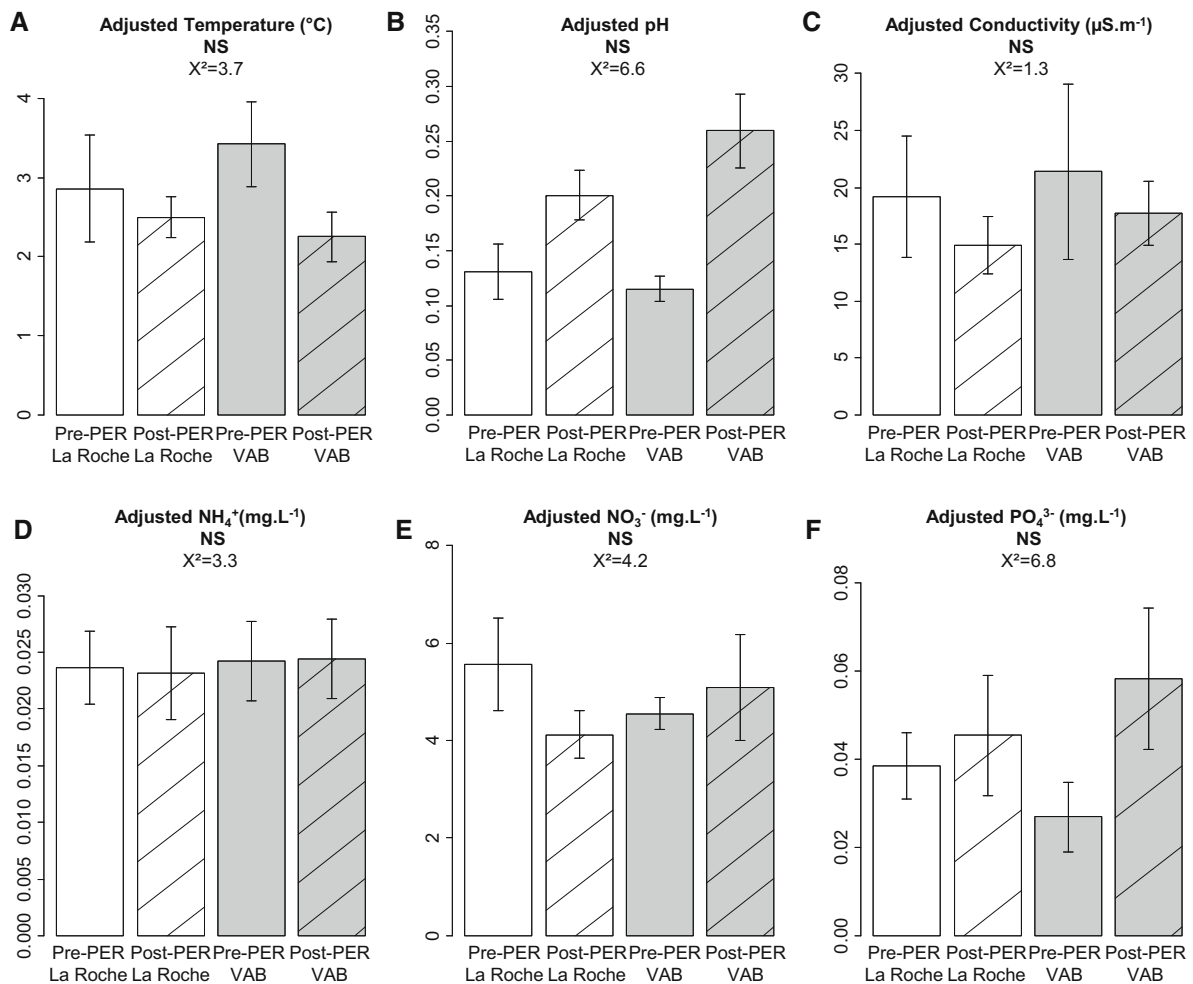 A
Adjusted Temperature (°C)
NS
X²=3.7
4
3
2
1
0
Pre-PER Post-PER Pre-PER Post-PER
La Roche La Roche VAB VAB
B
Adjusted pH
NS
X²=6.6
0.35
0.30
0.25
0.20
0.15
0.10
0.05
0.00
Pre-PER Post-PER Pre-PER Post-PER
La Roche La Roche VAB VAB
C
Adjusted Conductivity (µS.m⁻¹)
NS
X²=1.3
30
25
20
15
10
5
0
Pre-PER Post-PER Pre-PER Post-PER
La Roche La Roche VAB VAB
D
Adjusted NH₄⁺(mg.L⁻¹)
NS
X²=3.3
0.030
0.025
0.020
0.015
0.010
0.005
0.000
Pre-PER Post-PER Pre-PER Post-PER
La Roche La Roche VAB VAB
E
Adjusted NO₃⁻ (mg.L⁻¹)
NS
X²=4.2
8
6
4
2
0
Pre-PER Post-PER Pre-PER Post-PER
La Roche La Roche VAB VAB
F
Adjusted PO₄³⁻ (mg.L⁻¹)
NS
X²=6.8
0.08
0.06
0.04
0.02
0.00
Pre-PER Post-PER Pre-PER Post-PER
La Roche La Roche VAB VAB